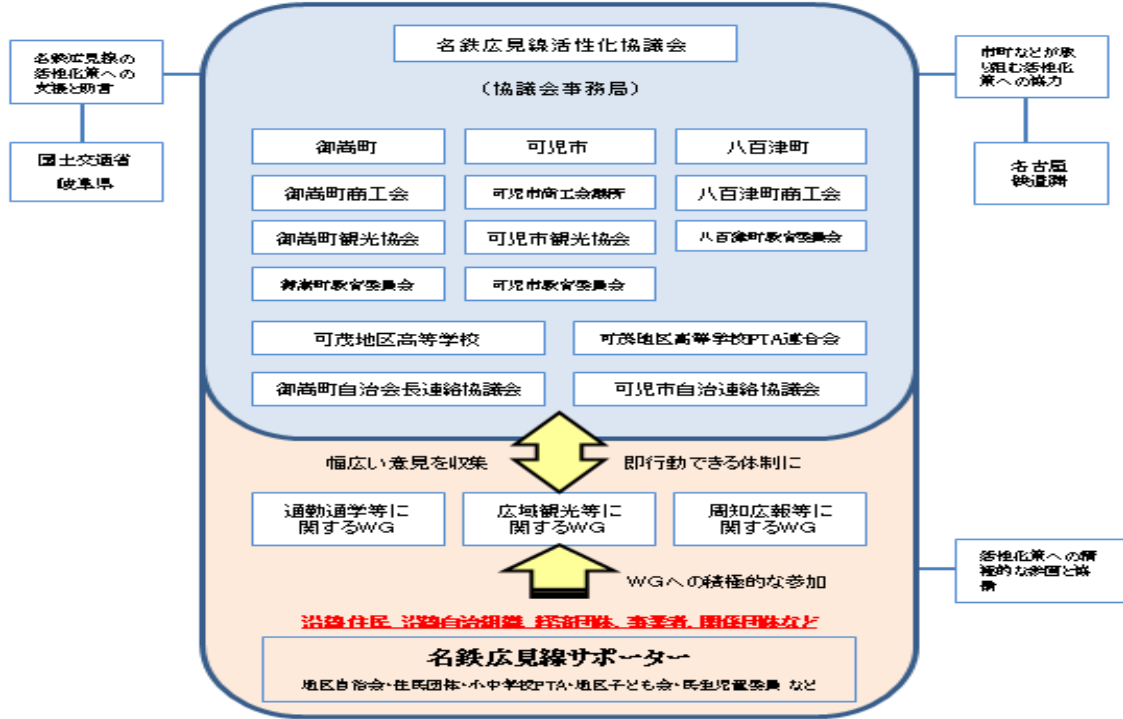 名鉄広見線活性化協議会
(協議会事務局)
名鉄広見線の
活性化策への
支援と助言
国土交通省
岐阜県
市町などが取
り組む活性化
策への協力
名古屋
鉄道㈱
御嵩町
可児市
八百津町
御嵩町商工会
可児市商工会議所
八百津町商工会
御嵩町観光協会
可児市観光協会
八百津町教育委員会
御嵩町教育委員会
可児市教育委員会
可茂地区高等学校
可茂地区高等学校PTA連合会
御嵩町自治会長連絡協議会
可児市自治連絡協議会
幅広い意見を収集
即行動できる体制に
通勤通学等に
関するWG
広域観光等に
関するWG
周知広報等に
関するWG
WGへの積極的な参加
活性化策への積
極的な参画と協
働
沿線住民、沿線自治組織、経済団体、事業者、関係団体など
名鉄広見線サポーター
地区自治会・住民団体・小中学校PTA・地区子ども会・民生児童委員 など